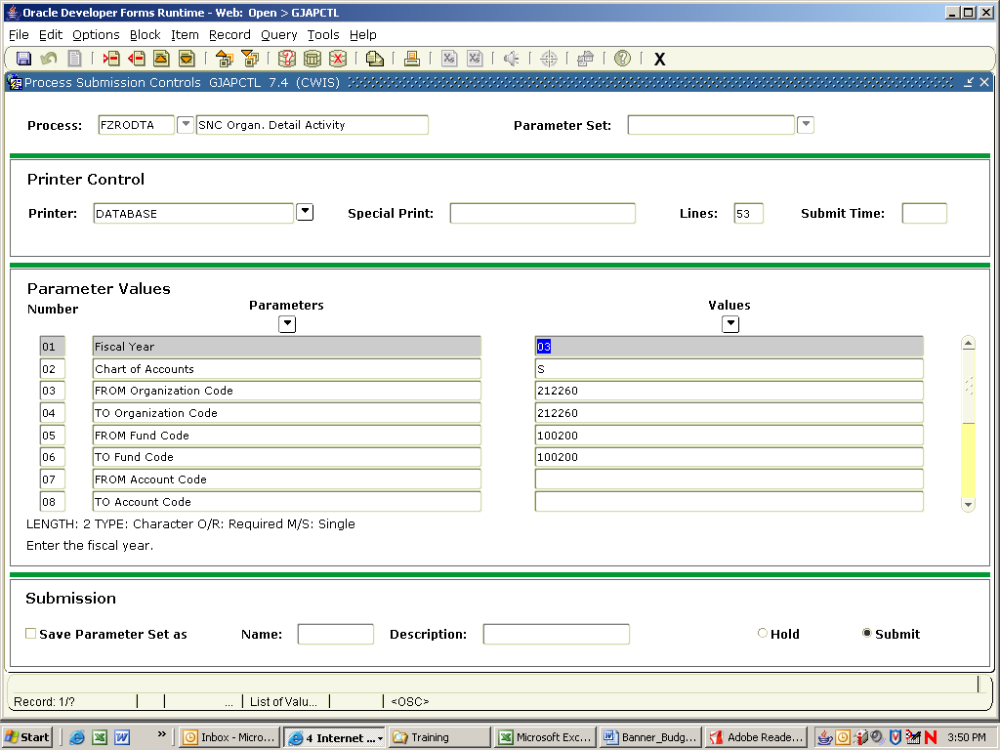 Oracle Developer Forms Runtime - Web: Open > GJAPCTL
File Edit Options Block Item Record Query Tools Help
X
Process Submission Controls GJAPCTL 7.4 (CWIS)
Process: FZRODTA SNC Organ. Detail Activity Parameter Set:
Printer Control
Printer: DATABASE Special Print: Lines: 53 Submit Time:
Parameter Values
Number Parameters Values
01 Fiscal Year 03
02 Chart of Accounts S
03 FROM Organization Code 212260
04 TO Organization Code 212260
05 FROM Fund Code 100200
06 TO Fund Code 100200
07 FROM Account Code
08 TO Account Code
LENGTH: 2 TYPE: Character O/R: Required M/S: Single
Enter the fiscal year.
Submission
Save Parameter Set as Name: Description: Hold Submit
Record: 1/? ... List of Valu... <OSC>
Start » Inbox - Micro... 4 Internet ... Training Microsoft Exc... Banner_Budg... Adobe Reade... 3:50 PM